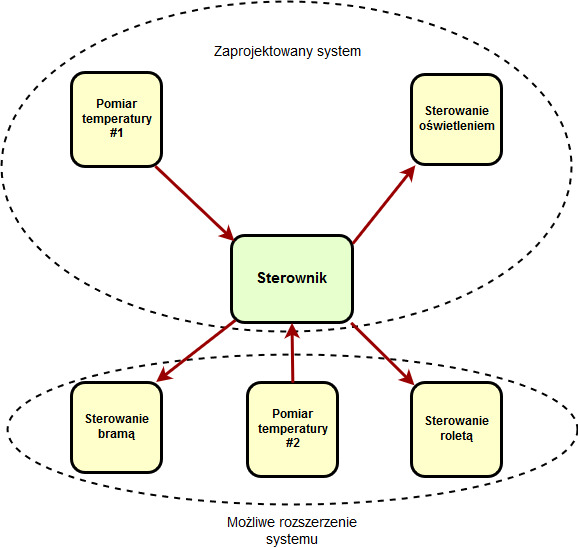 Zaprojektowany system
Pomiar
temperatury
#1
Sterowanie
oświetleniem
Sterownik
Sterowanie
bramą
Pomiar
temperatury
#2
Sterowanie
roletą
Możliwe rozszerzenie
systemu